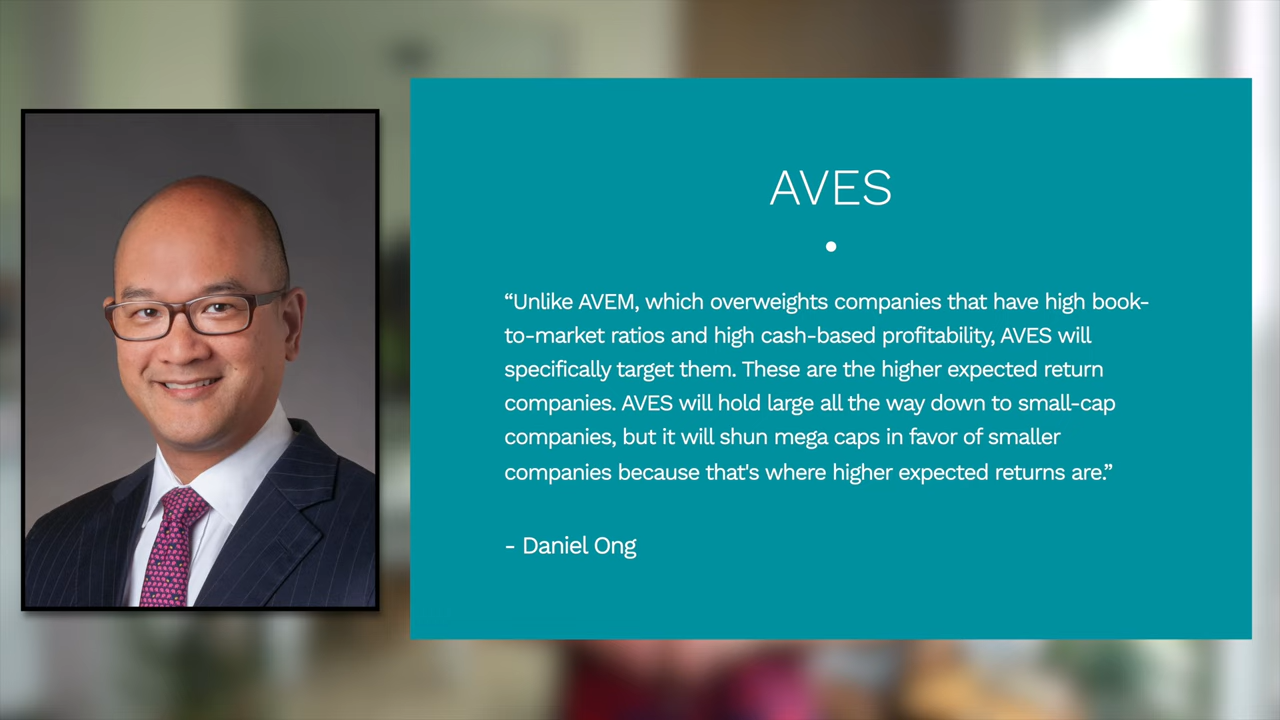 AVES
“Unlike AVEM, which overweights companies that have high book-
to-market ratios and high cash-based profitability, AVES will
specifically target them. These are the higher expected return
companies. AVES will hold large all the way down to small-cap
companies, but it will shun mega caps in favor of smaller
companies because that's where higher expected returns are.”
- Daniel Ong